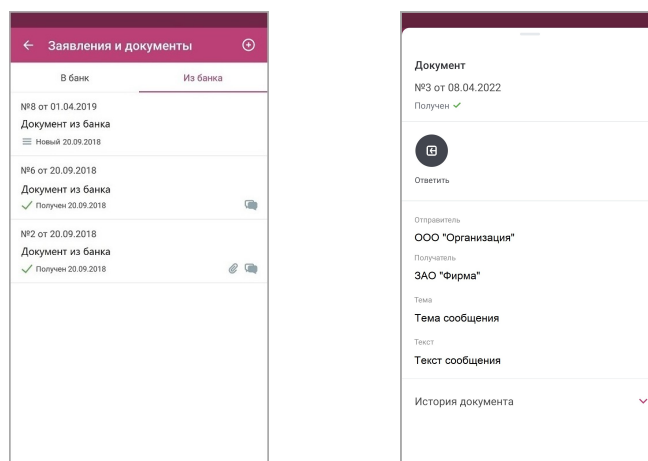 Заявления и документы
В банк
Из банка
№8 от 01.04.2019
Документ из банка
Новый 20.09.2018
№6 от 20.09.2018
Документ из банка
Получен 20.09.2018
№2 от 20.09.2018
Документ из банка
Получен 20.09.2018
Документ
№3 от 08.04.2022
Получен
Ответить
Отправитель
ООО "Организация"
Получатель
ЗАО "Фирма"
Тема
Тема сообщения
Текст
Текст сообщения
История документа